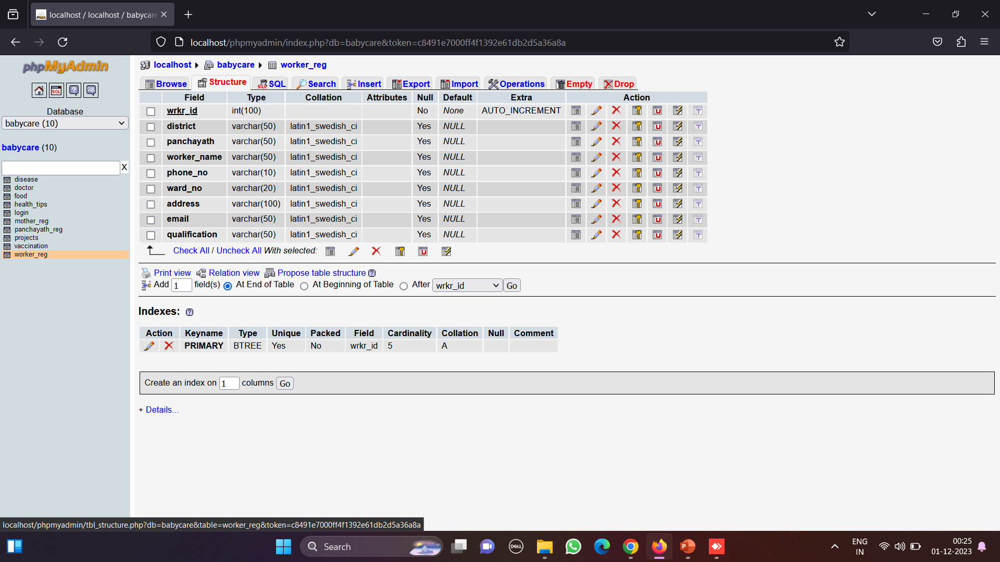 localhost / localhost / babycare
localhost/phpmyadmin/index.php?db=babycare&token=c8491e7000ff4f1392e61db2d5a36a8a
phpMyAdmin
localhost babycare worker_reg
Browse Structure SQL Search Insert Export Import Operations Empty Drop
SQL
Database
babycare (10)
babycare (10)
X
disease
doctor
food
health_tips
login
mother_reg
panchayath_reg
projects
vaccination
worker_reg
Field Type Collation Attributes Null Default Extra Action
wrkr_id int(100) No None AUTO_INCREMENT
district varchar(50) latin1_swedish_ci Yes NULL
panchayath varchar(50) latin1_swedish_ci Yes NULL
worker_name varchar(50) latin1_swedish_ci Yes NULL
phone_no varchar(10) latin1_swedish_ci Yes NULL
ward_no varchar(20) latin1_swedish_ci Yes NULL
address varchar(100) latin1_swedish_ci Yes NULL
email varchar(50) latin1_swedish_ci Yes NULL
qualification varchar(50) latin1_swedish_ci Yes NULL
Check All / Uncheck All With selected:
Print view Relation view Propose table structure
Add 1 field(s) At End of Table At Beginning of Table After wrkr_id Go
Indexes:
Action Keyname Type Unique Packed Field Cardinality Collation Null Comment
PRIMARY BTREE Yes No wrkr_id 5 A
Create an index on 1 columns Go
+ Details...
localhost/phpmyadmin/tbl_structure.php?db=babycare&table=worker_reg&token=c8491e7000ff4f1392e61db2d5a36a8a
Search
DELL
ENG
IN
00:25
01-12-2023